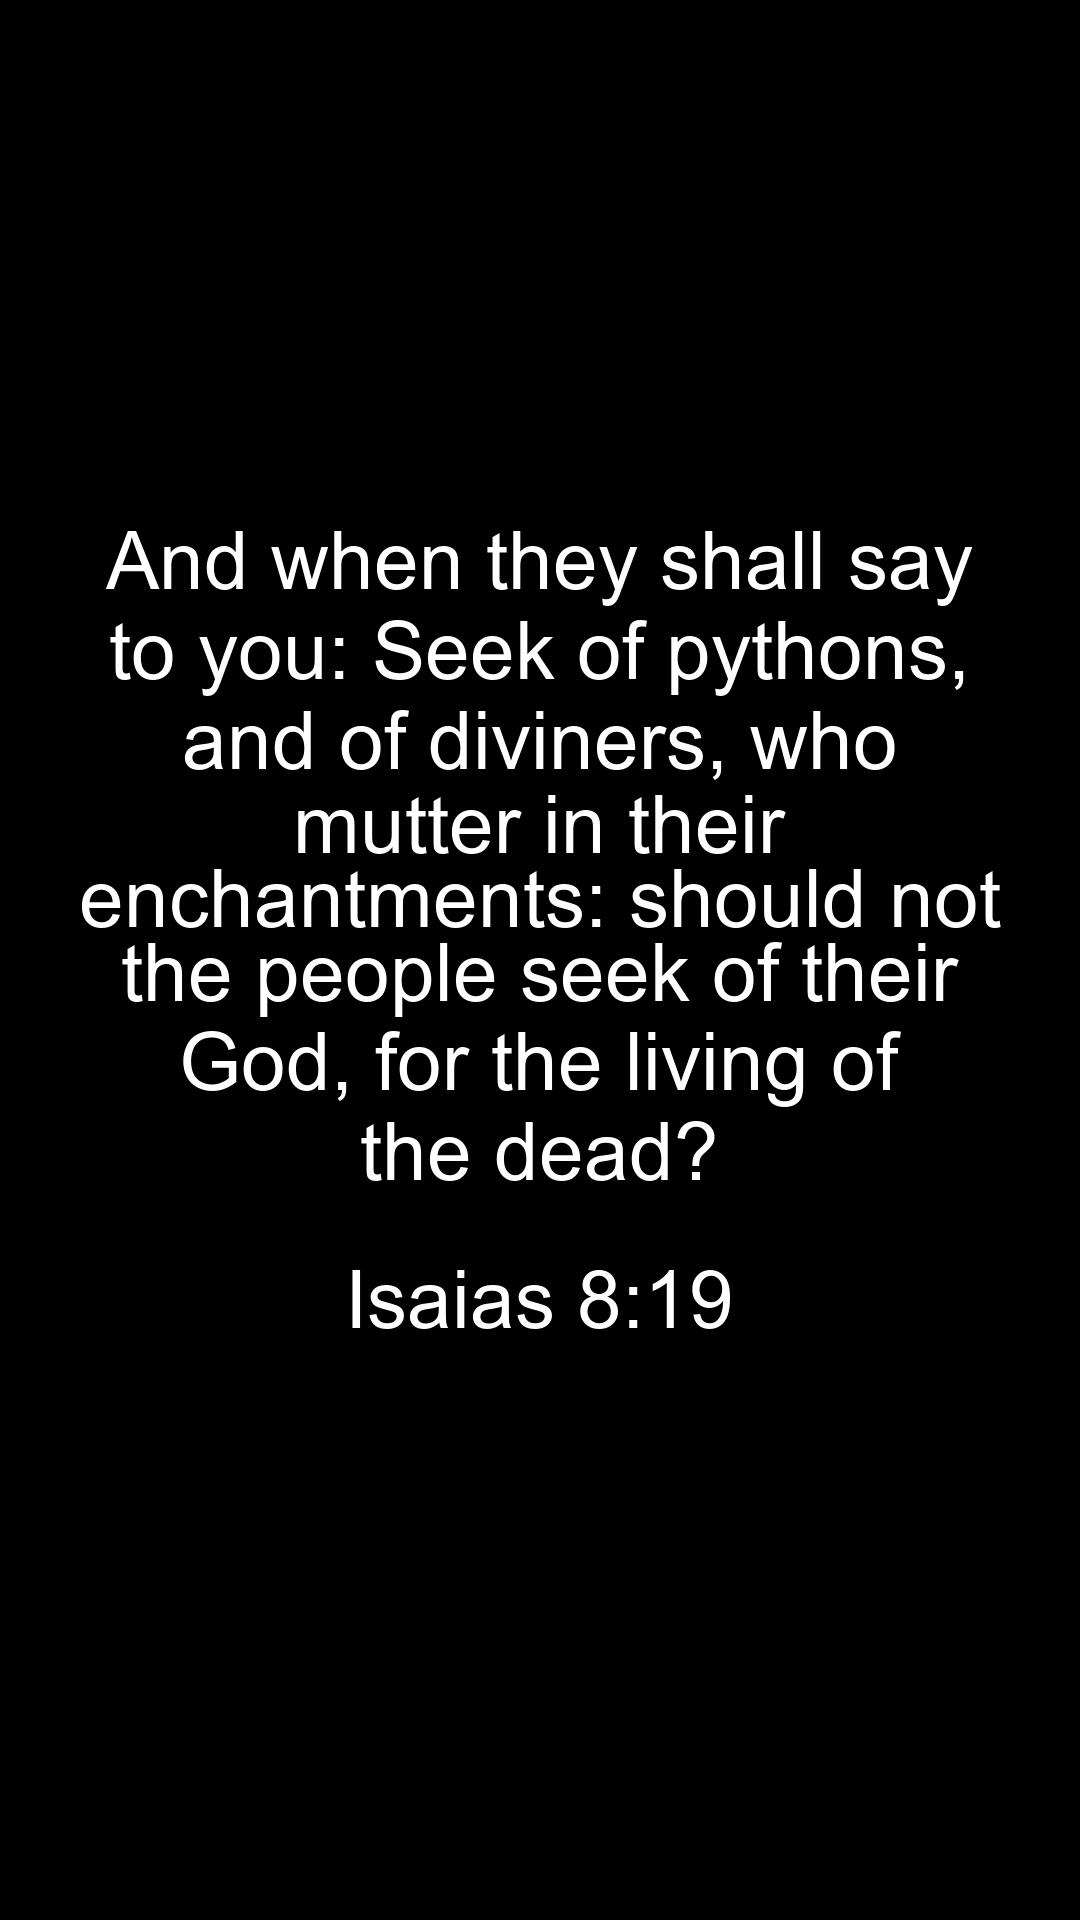 And when they shall say
to you: Seek of pythons,
and of diviners, who
mutter in their
enchantments: should not
the people seek of their
God, for the living of
the dead?
Isaias 8:19